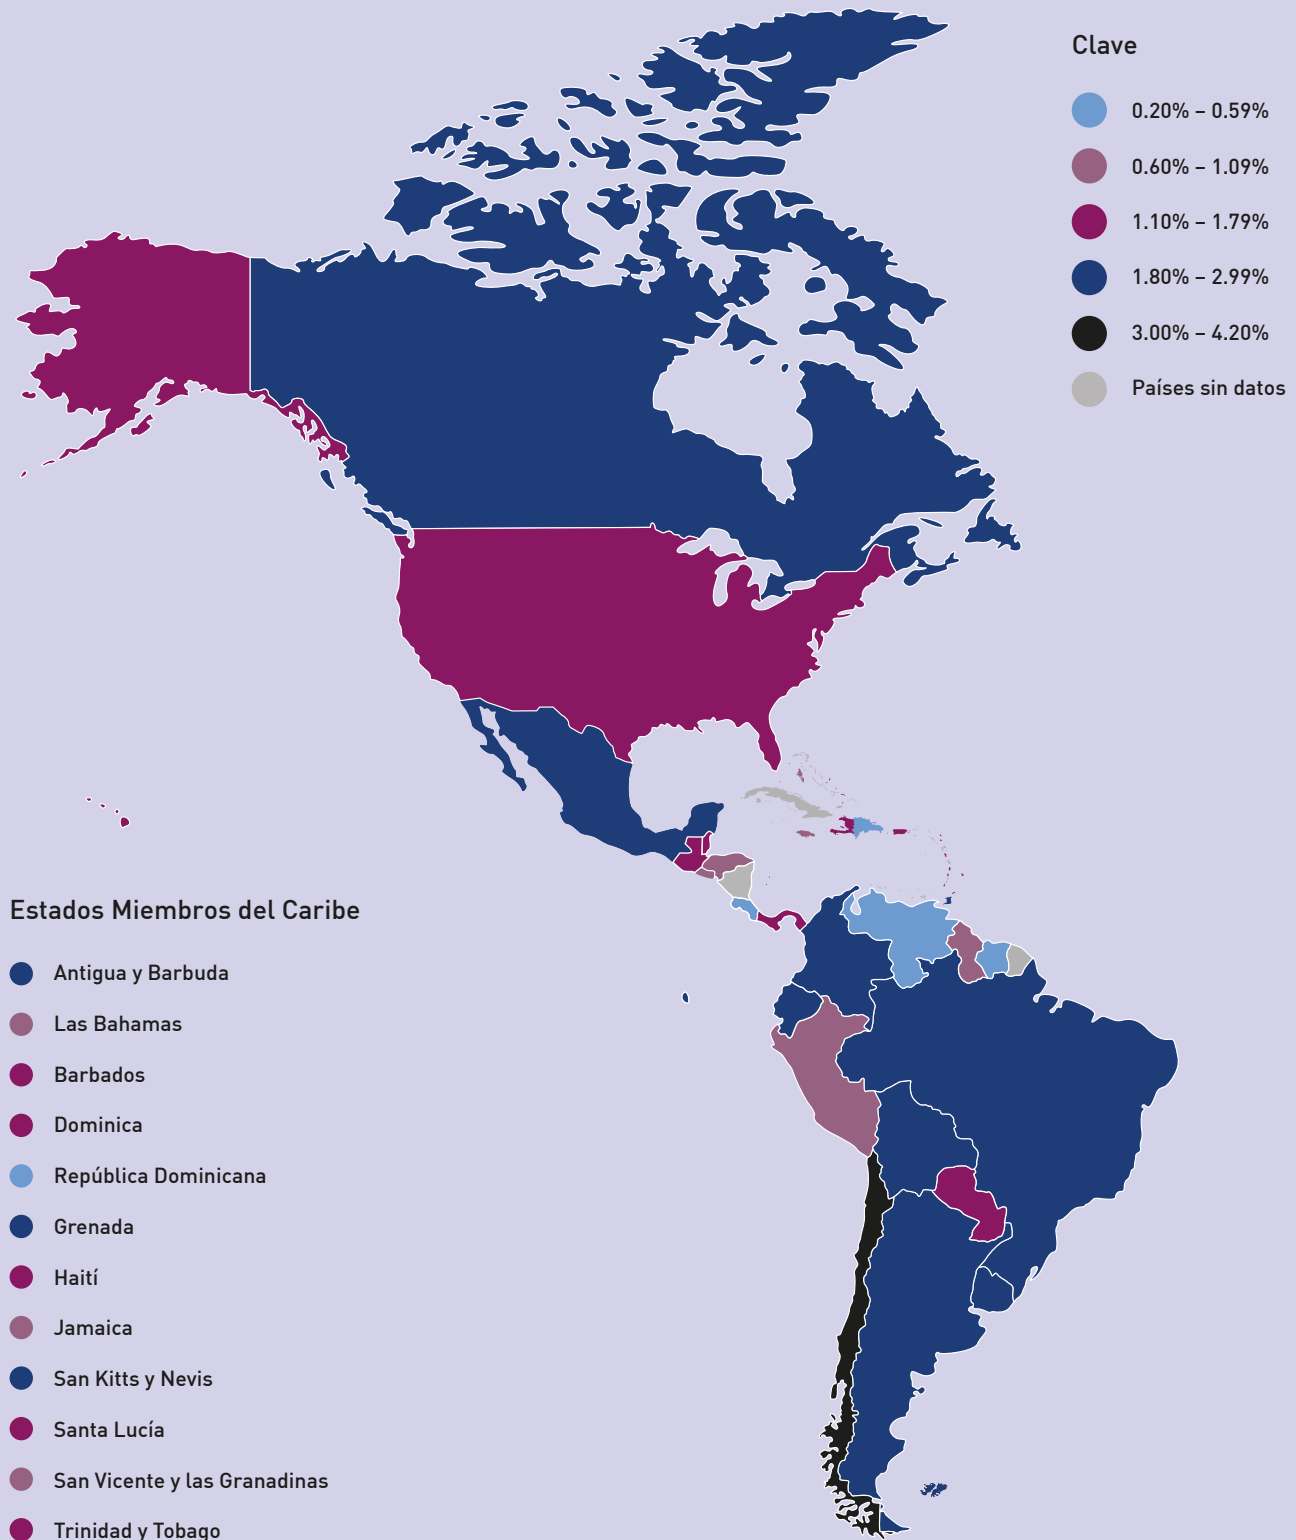 Clave
0.20% – 0.59%
0.60% – 1.09%
1.10% – 1.79%
1.80% – 2.99%
3.00% – 4.20%
Países sin datos
Estados Miembros del Caribe
Antigua y Barbuda
Las Bahamas
Barbados
Dominica
República Dominicana
Grenada
Haití
Jamaica
San Kitts y Nevis
Santa Lucía
San Vicente y las Granadinas
Trinidad y Tobago